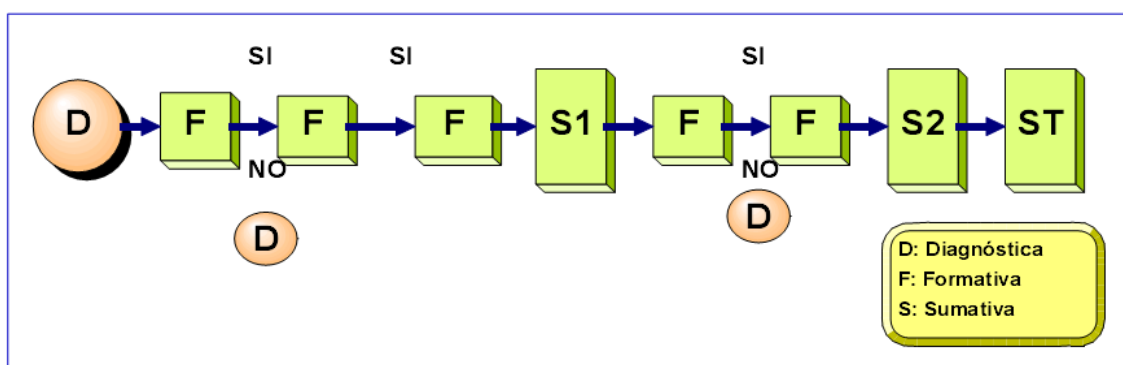 SI SI SI
D F F F S1 F F S2 ST
NO NO
D D
D: Diagnóstica
F: Formativa
S: Sumativa